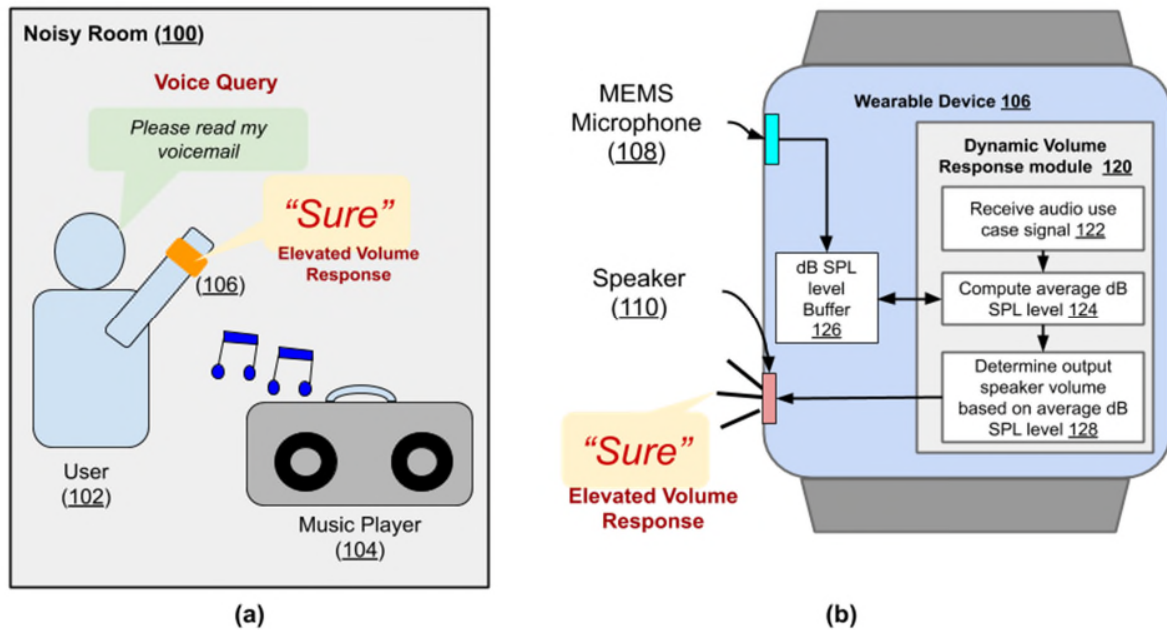 Noisy Room (100)
Voice Query
Please read my
voicemail
“Sure”
Elevated Volume
Response
(106)
User
(102)
Music Player
(104)
(a)
MEMS
Microphone
(108)
Speaker
(110)
“Sure”
Elevated Volume
Response
Wearable Device 106
Dynamic Volume
Response module 120
Receive audio use
case signal 122
dB SPL
level
Buffer
126
Compute average dB
SPL level 124
Determine output
speaker volume
based on average dB
SPL level 128
(b)